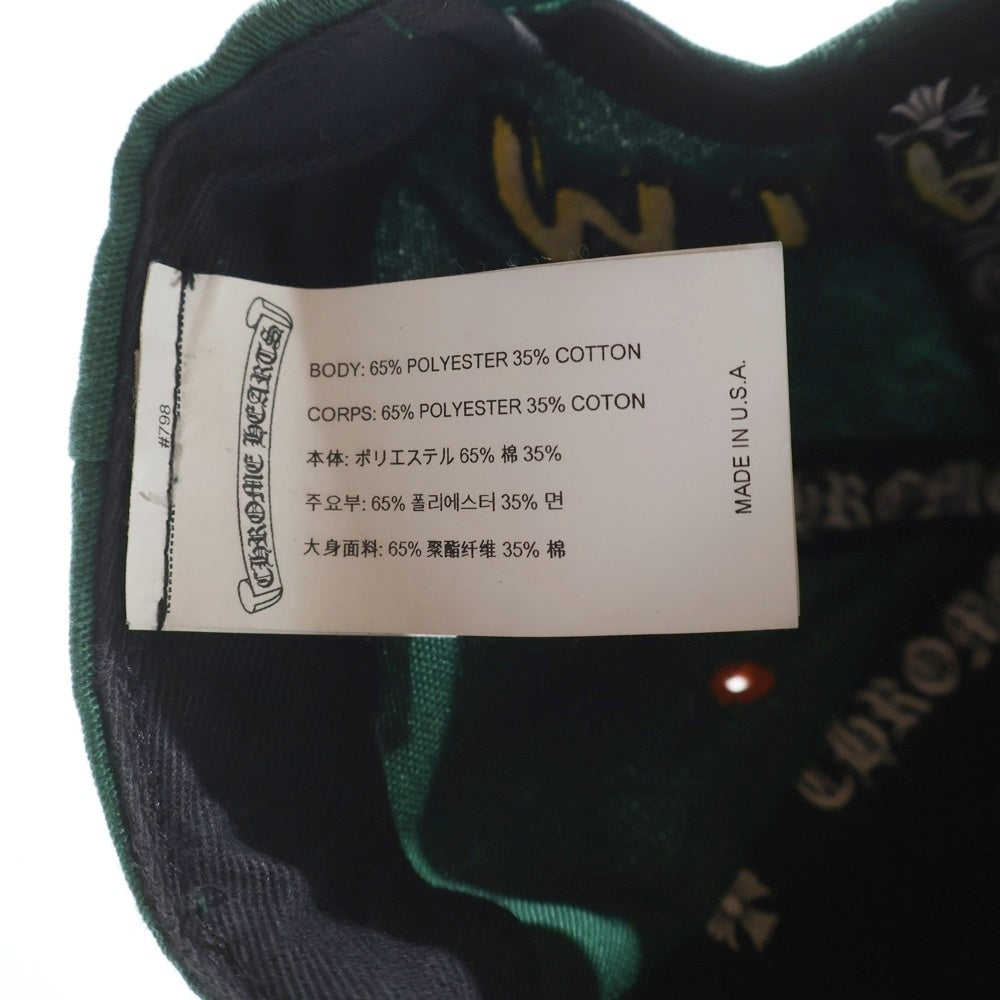 #798
CHROME HEARTS
BODY: 65% POLYESTER 35% COTTON
CORPS: 65% POLYESTER 35% COTON
本体: ポリエステル 65% 棉 35%
주요부: 65% 폴리에스터 35% 면
大身面料: 65% 聚酯纤维 35% 棉
MADE IN U.S.A.